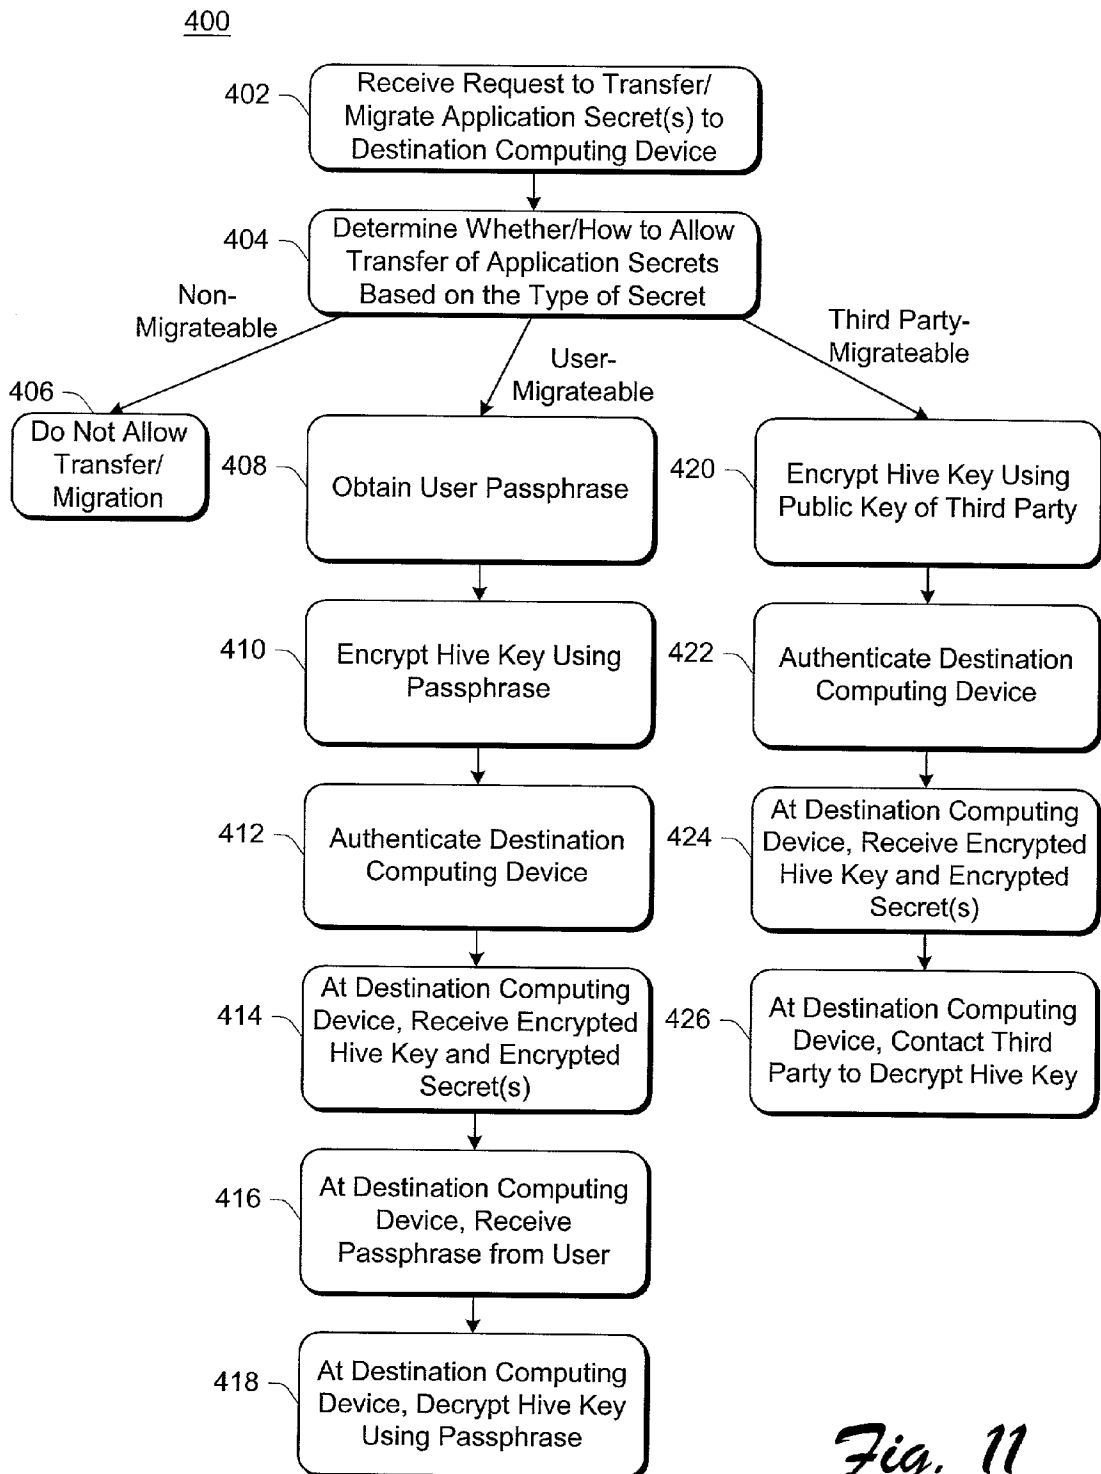 400
402
Receive Request to Transfer/
Migrate Application Secret(s) to
Destination Computing Device
404
Determine Whether/How to Allow
Transfer of Application Secrets
Based on the Type of Secret
Non-
Migrateable
User-
Migrateable
Third Party-
Migrateable
406
Do Not Allow
Transfer/
Migration
408
Obtain User Passphrase
410
Encrypt Hive Key Using
Passphrase
412
Authenticate Destination
Computing Device
414
At Destination Computing
Device, Receive Encrypted
Hive Key and Encrypted
Secret(s)
416
At Destination Computing
Device, Receive
Passphrase from User
418
At Destination Computing
Device, Decrypt Hive Key
Using Passphrase
420
Encrypt Hive Key Using
Public Key of Third Party
422
Authenticate Destination
Computing Device
424
At Destination Computing
Device, Receive Encrypted
Hive Key and Encrypted
Secret(s)
426
At Destination Computing
Device, Contact Third
Party to Decrypt Hive Key
Fig. 11